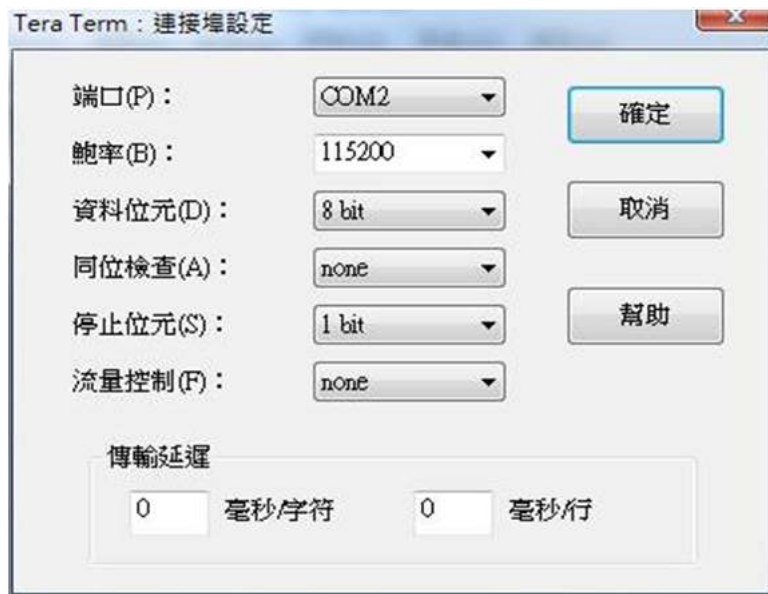 Tera Term：連接埠設定
端口(P)： COM2 確定
鮑率(B)： 115200
資料位元(D)： 8 bit 取消
同位檢查(A)： none
停止位元(S)： 1 bit 幫助
流量控制(F)： none
傳輸延遲
0 毫秒/字符 0 毫秒/行